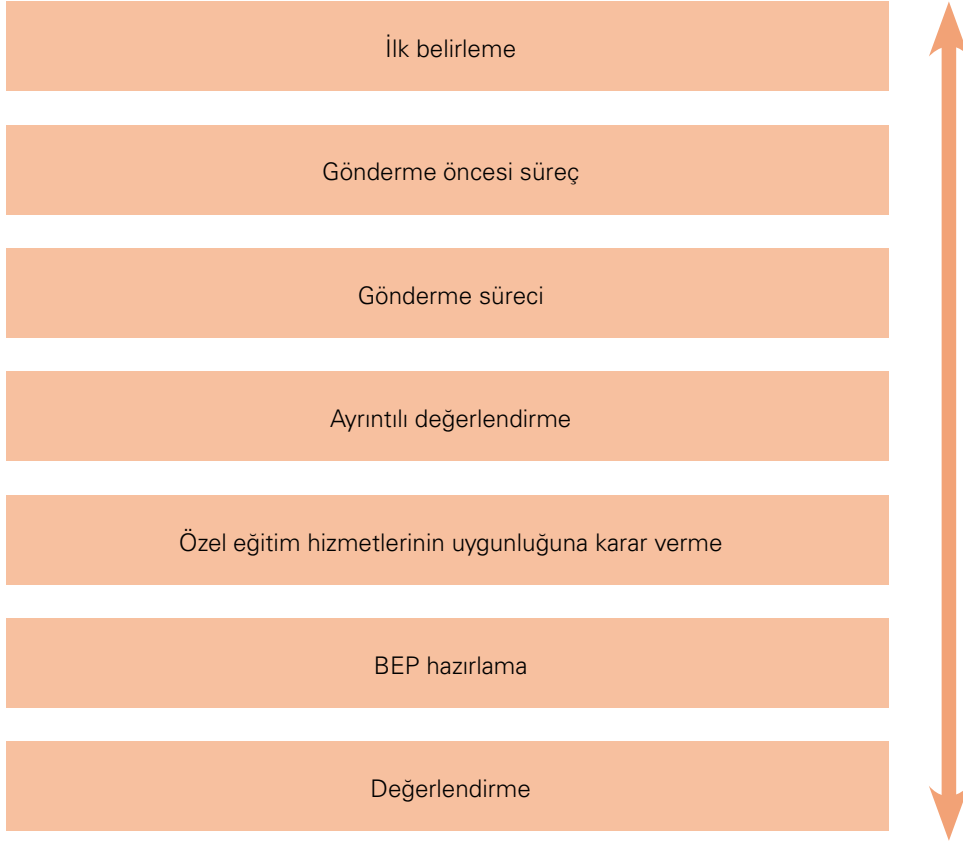 İlk belirleme
Gönderme öncesi süreç
Gönderme süreci
Ayrıntılı değerlendirme
Özel eğitim hizmetlerinin uygunluğuna karar verme
BEP hazırlama
Değerlendirme